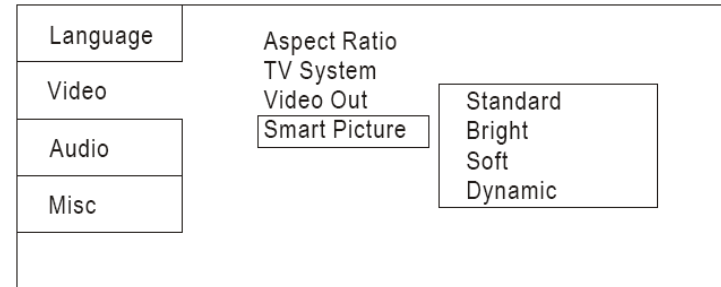 Language
Video
Audio
Misc
Aspect Ratio
TV System
Video Out
Smart Picture
Standard
Bright
Soft
Dynamic